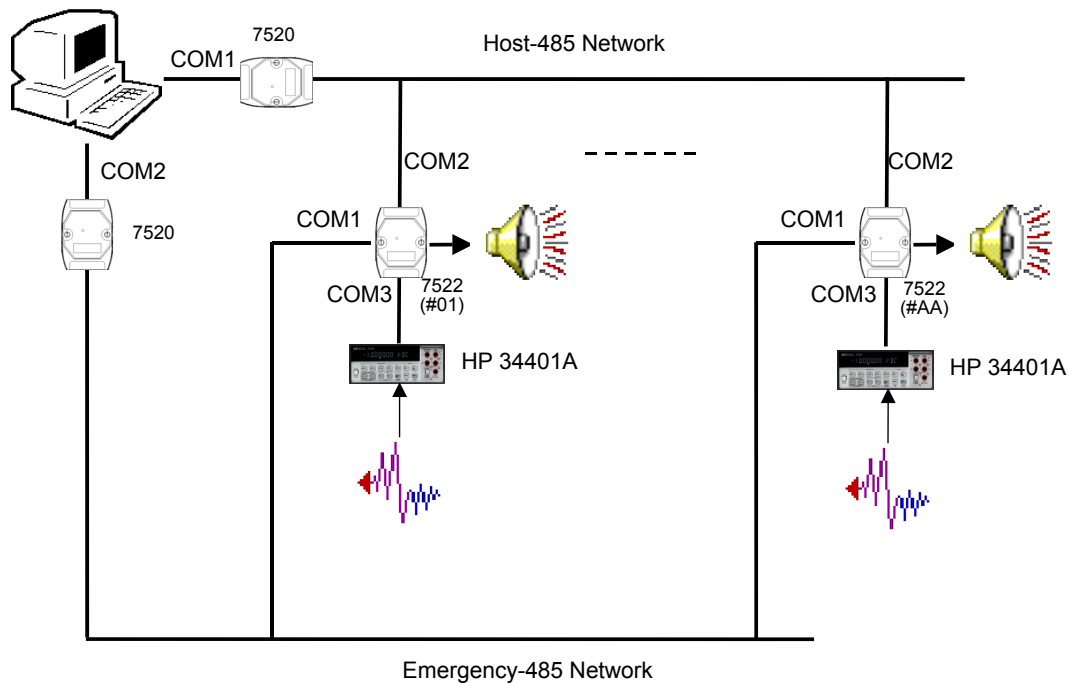 7520
Host-485 Network
COM1
COM2
COM2
COM2
7520
COM1
COM1
COM3
7522
(#01)
COM3
7522
(#AA)
HP 34401A
HP 34401A
Emergency-485 Network